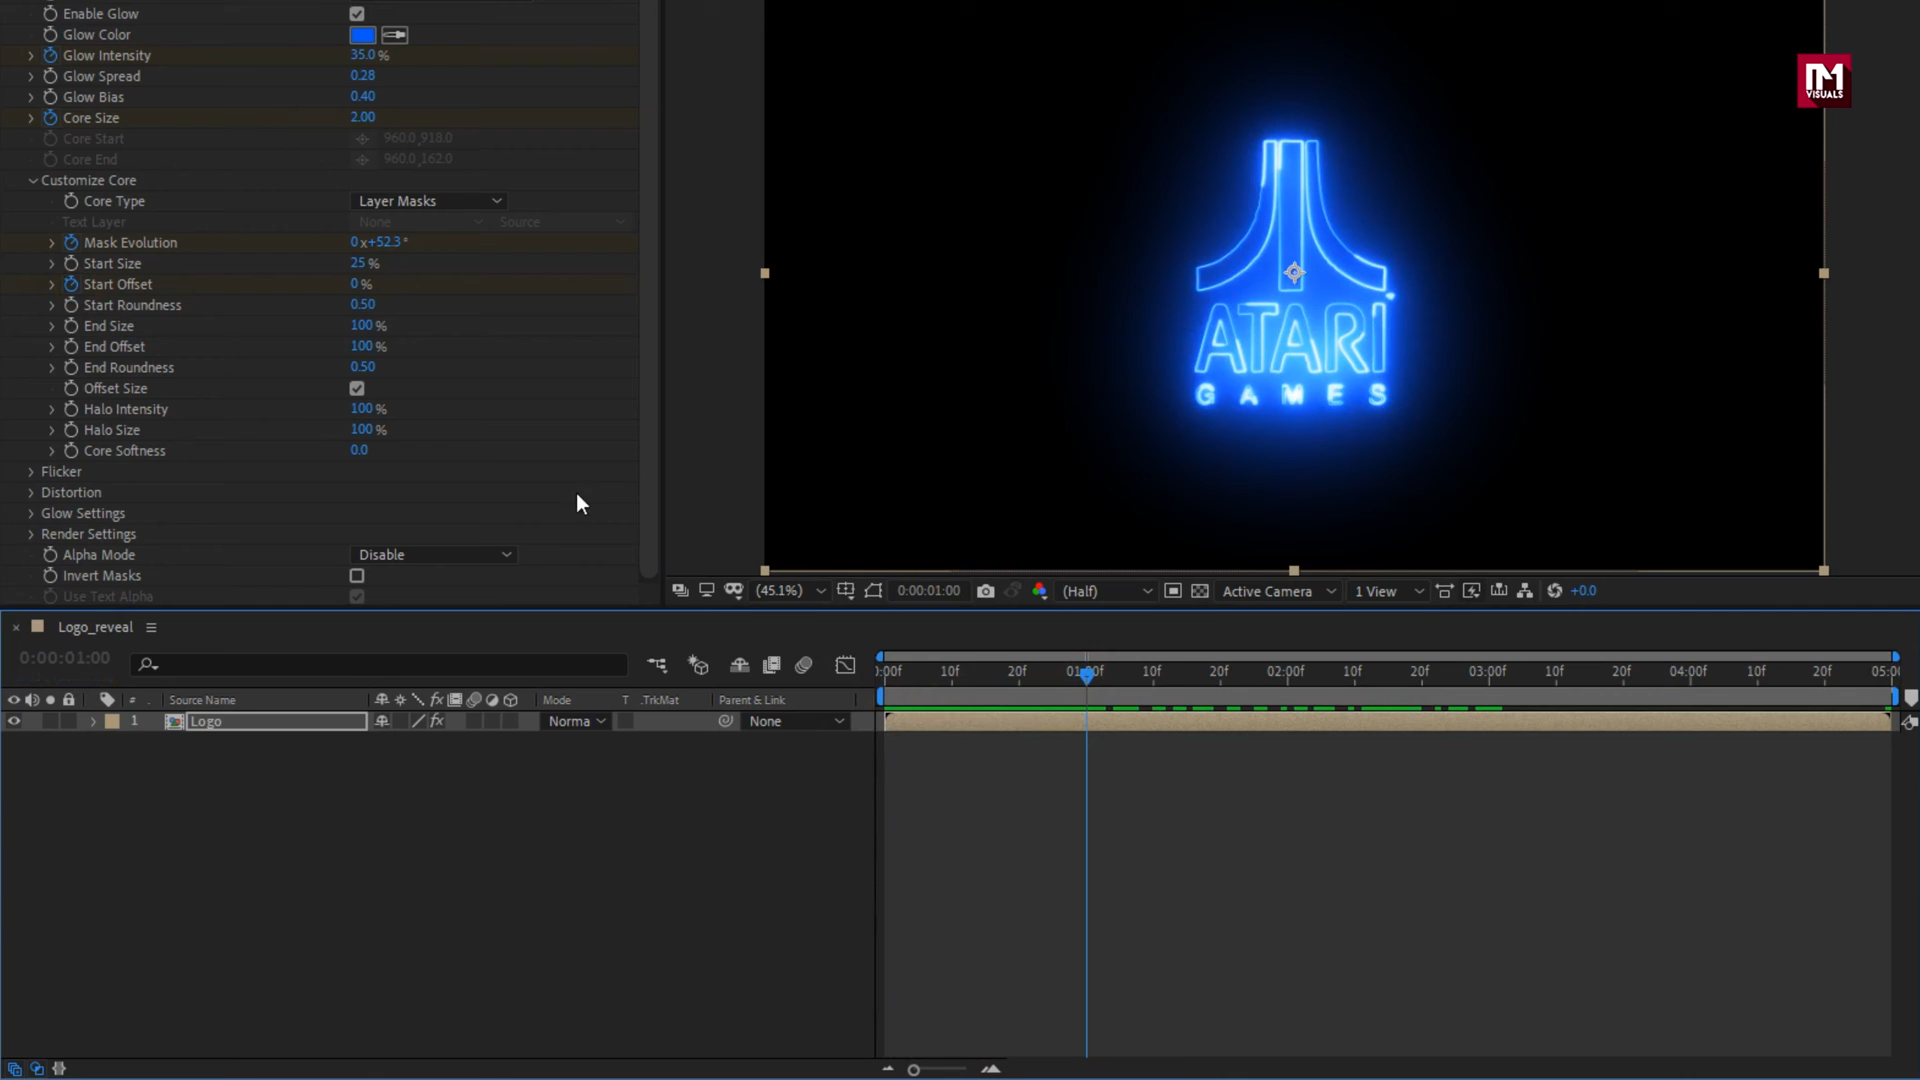 Enable Glow
Glow Color
Glow Intensity 35.0 %
Glow Spread 0.28
Glow Bias 0.40
Core Size 2.00
Core Start 960.0,918.0
Core End 960.0,162.0
Customize Core
Core Type Layer Masks
Text Layer None Source
Mask Evolution 0x+52.3°
Start Size 25 %
Start Offset 0 %
Start Roundness 0.50
End Size 100 %
End Offset 100 %
End Roundness 0.50
Offset Size
Halo Intensity 100 %
Halo Size 100 %
Core Softness 0.0
Flicker
Distortion
Glow Settings
Render Settings
Alpha Mode Disable
Invert Masks
Use Text Alpha
ATARI
GAMES
VISUALS
(45.1%) 0:00:01:00 (Half) Active Camera 1 View +0.0
Logo_reveal
0:00:01:00
:00f 10f 20f 01:00f 10f 20f 02:00f 10f 20f 03:00f 10f 20f 04:00f 10f 20f 05:0
# Source Name fx Mode T .TrkMat Parent & Link
1 Logo fx Norma None